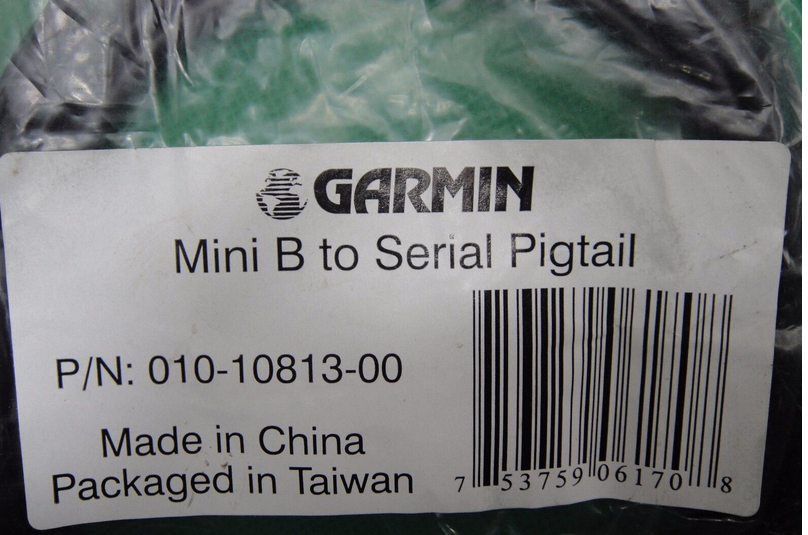 GARMIN
Mini B to Serial Pigtail
P/N: 010-10813-00
Made in China
Packaged in Taiwan
7 53759 06170 8